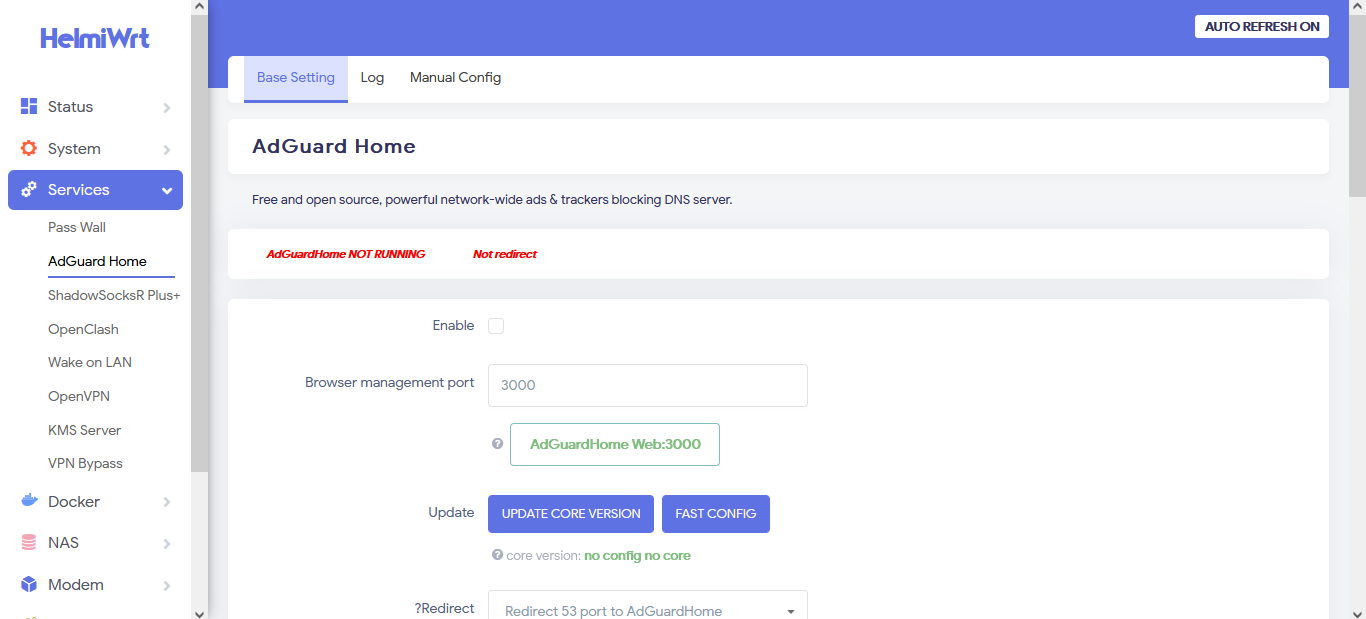 HelmiWrt
Status
System
Services
Pass Wall
AdGuard Home
ShadowSocksR Plus+
OpenClash
Wake on LAN
OpenVPN
KMS Server
VPN Bypass
Docker
NAS
Modem
AUTO REFRESH ON
Base Setting Log Manual Config
AdGuard Home
Free and open source, powerful network-wide ads & trackers blocking DNS server.
AdGuardHome NOT RUNNING Not redirect
Enable
Browser management port 3000
AdGuardHome Web:3000
Update UPDATE CORE VERSION FAST CONFIG
core version: no config no core
?Redirect Redirect 53 port to AdGuardHome